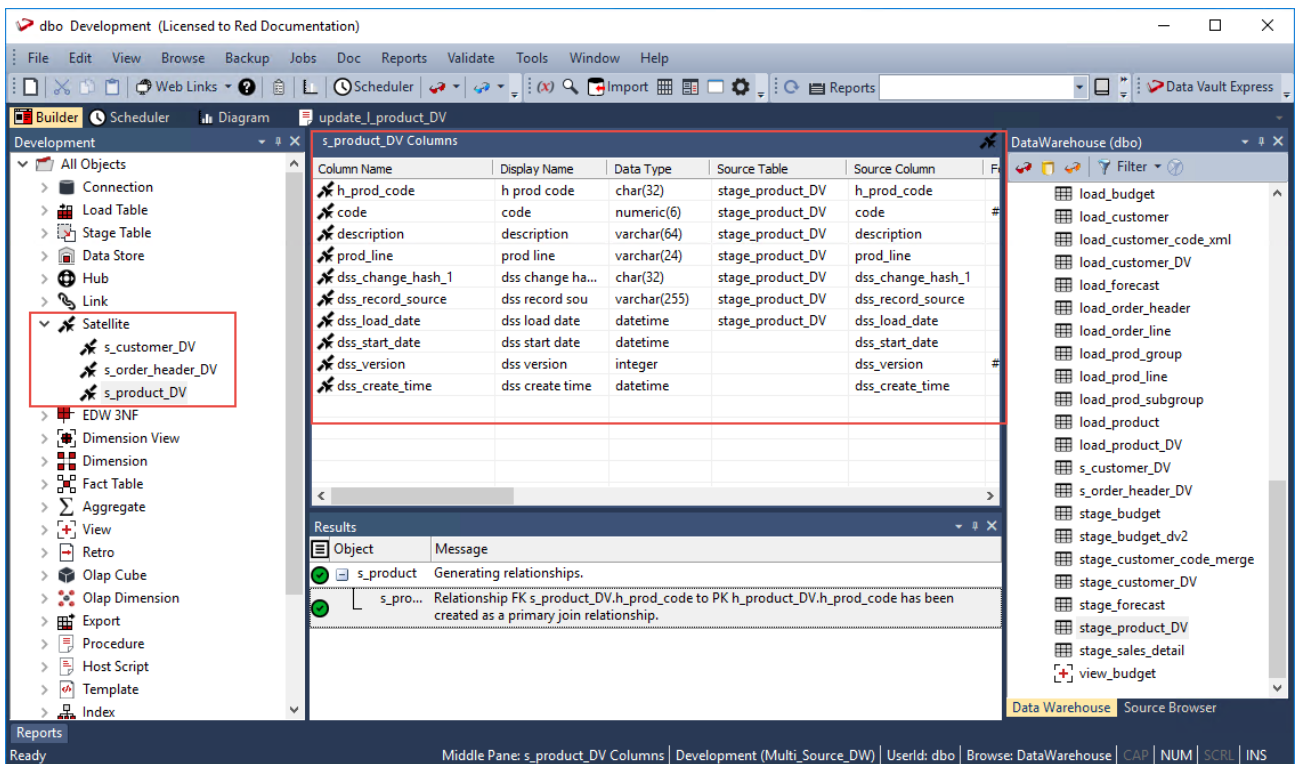 dbo Development (Licensed to Red Documentation)
File Edit View Browse Backup Jobs Doc Reports Validate Tools Window Help
Web Links Scheduler (x) Import Reports Data Vault Express
Builder Scheduler Diagram update_l_product_DV
Development
All Objects
Connection
Load Table
Stage Table
Data Store
Hub
Link
Satellite
s_customer_DV
s_order_header_DV
s_product_DV
EDW 3NF
Dimension View
Dimension
Fact Table
Aggregate
View
Retro
Olap Cube
Olap Dimension
Export
Procedure
Host Script
Template
Index
s_product_DV Columns
Column Name Display Name Data Type Source Table Source Column
h_prod_code h prod code char(32) stage_product_DV h_prod_code
code code numeric(6) stage_product_DV code #
description description varchar(64) stage_product_DV description
prod_line prod line varchar(24) stage_product_DV prod_line
dss_change_hash_1 dss change ha... char(32) stage_product_DV dss_change_hash_1
dss_record_source dss record sou varchar(255) stage_product_DV dss_record_source
dss_load_date dss load date datetime stage_product_DV dss_load_date
dss_start_date dss start date datetime dss_start_date
dss_version dss version integer dss_version #
dss_create_time dss create time datetime dss_create_time
Results
Object Message
s_product Generating relationships.
s_pro... Relationship FK s_product_DV.h_prod_code to PK h_product_DV.h_prod_code has been
created as a primary join relationship.
DataWarehouse (dbo)
Filter
load_budget
load_customer
load_customer_code_xml
load_customer_DV
load_forecast
load_order_header
load_order_line
load_prod_group
load_prod_line
load_prod_subgroup
load_product
load_product_DV
s_customer_DV
s_order_header_DV
stage_budget
stage_budget_dv2
stage_customer_code_merge
stage_customer_DV
stage_forecast
stage_product_DV
stage_sales_detail
view_budget
Data Warehouse Source Browser
Reports
Ready Middle Pane: s_product_DV Columns Development (Multi_Source_DW) UserId: dbo Browse: DataWarehouse CAP NUM SCRL INS